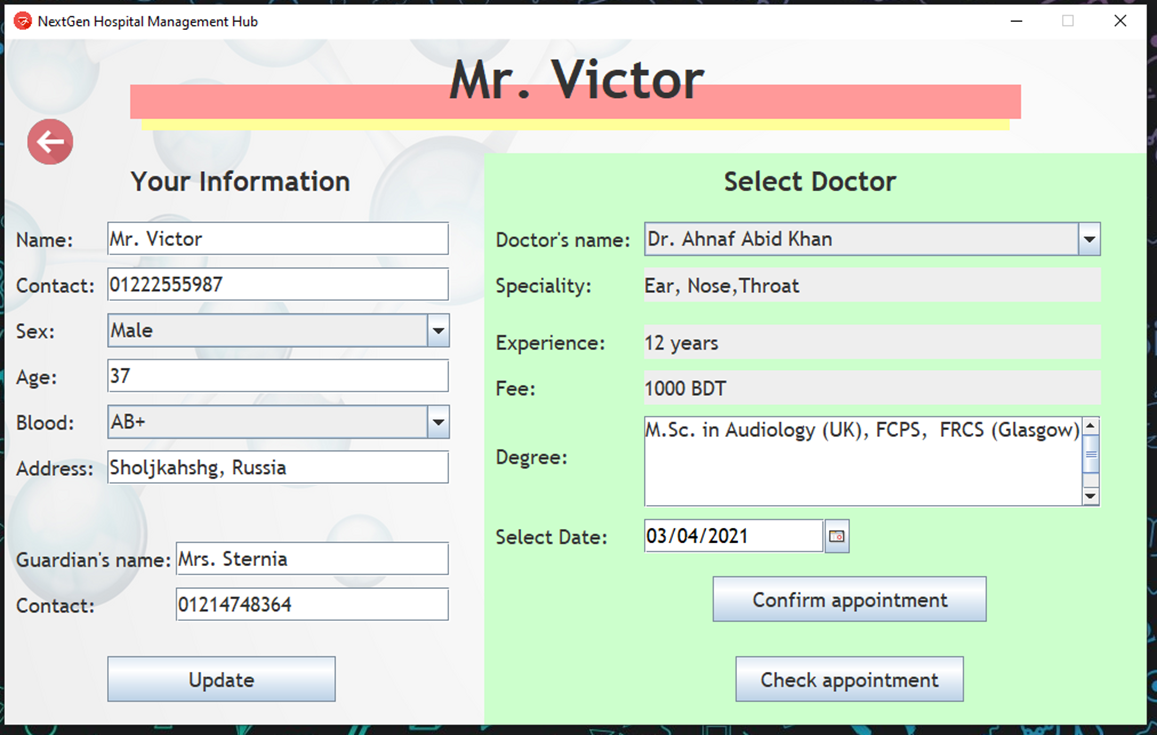 NextGen Hospital Management Hub
Mr. Victor
Your Information
Name: Mr. Victor
Contact: 01222555987
Sex: Male
Age: 37
Blood: AB+
Address: Sholjkahshg, Russia
Guardian's name: Mrs. Sternia
Contact: 01214748364
Update
Select Doctor
Doctor's name: Dr. Ahnaf Abid Khan
Speciality: Ear, Nose,Throat
Experience: 12 years
Fee: 1000 BDT
Degree: M.Sc. in Audiology (UK), FCPS,  FRCS (Glasgow)
Select Date: 03/04/2021
Confirm appointment
Check appointment